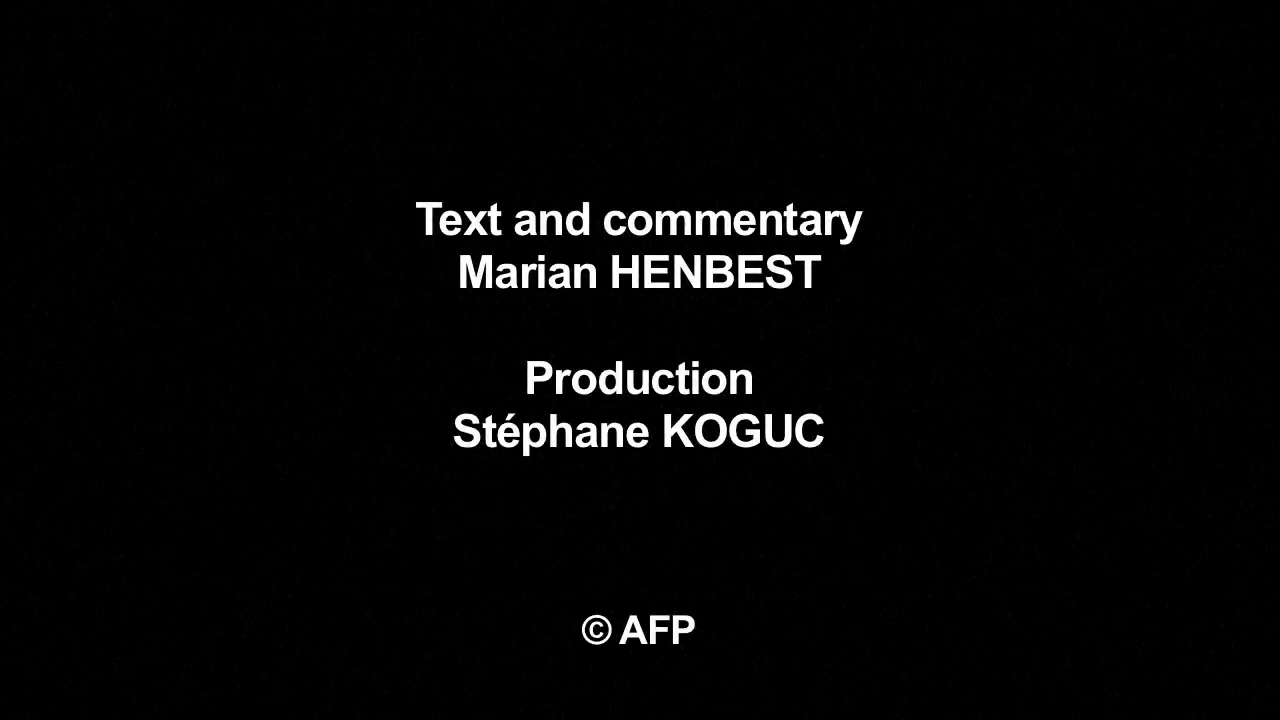 Text and commentary
Marian HENBEST
Production
Stéphane KOGUC
© AFP